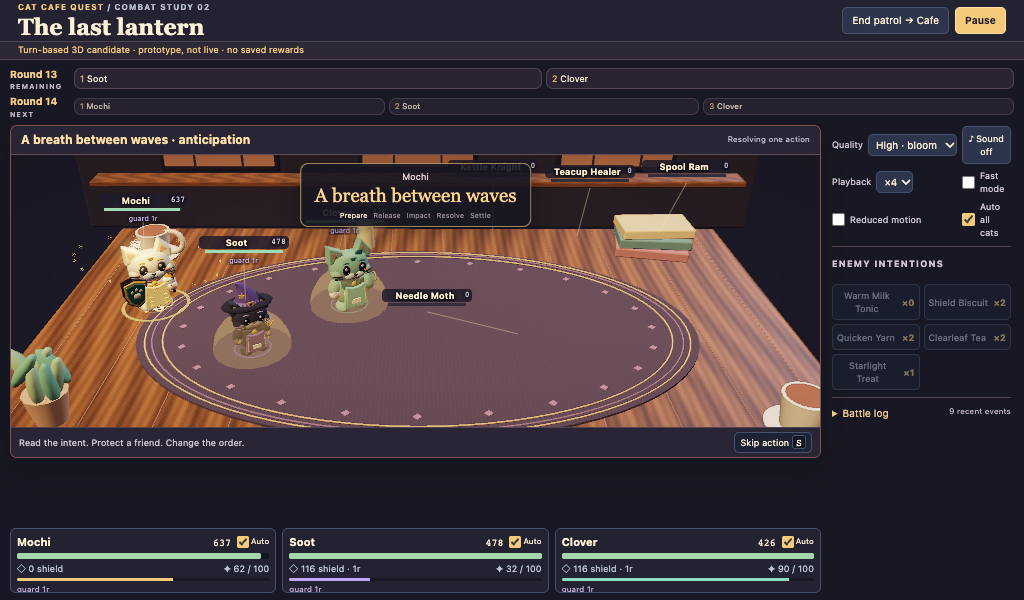 CAT CAFE QUEST / COMBAT STUDY 02
The last lantern
End patrol → Cafe
Pause
Turn-based 3D candidate · prototype, not live · no saved rewards
Round 13
REMAINING
1 Soot
2 Clover
Round 14
NEXT
1 Mochi
2 Soot
3 Clover
A breath between waves · anticipation
Resolving one action
Kettle Knight 0
Teacup Healer 0
Spool Ram 0
Mochi
A breath between waves
Prepare Release Impact Resolve Settle
Mochi 637
guard 1r
Soot 478
guard 1r
guard 1r
Needle Moth 0
Read the intent. Protect a friend. Change the order.
Skip action S
Quality
High · bloom
♪ Sound off
Playback
x4
Fast mode
Reduced motion
Auto all cats
ENEMY INTENTIONS
Warm Milk Tonic ×0
Shield Biscuit ×2
Quicken Yarn ×2
Clearleaf Tea ×2
Starlight Treat ×1
Battle log
9 recent events
Mochi 637 Auto
◇ 0 shield ✦ 62 / 100
guard 1r
Soot 478 Auto
◇ 116 shield · 1r ✦ 32 / 100
guard 1r
Clover 426 Auto
◇ 116 shield · 1r ✦ 90 / 100
guard 1r